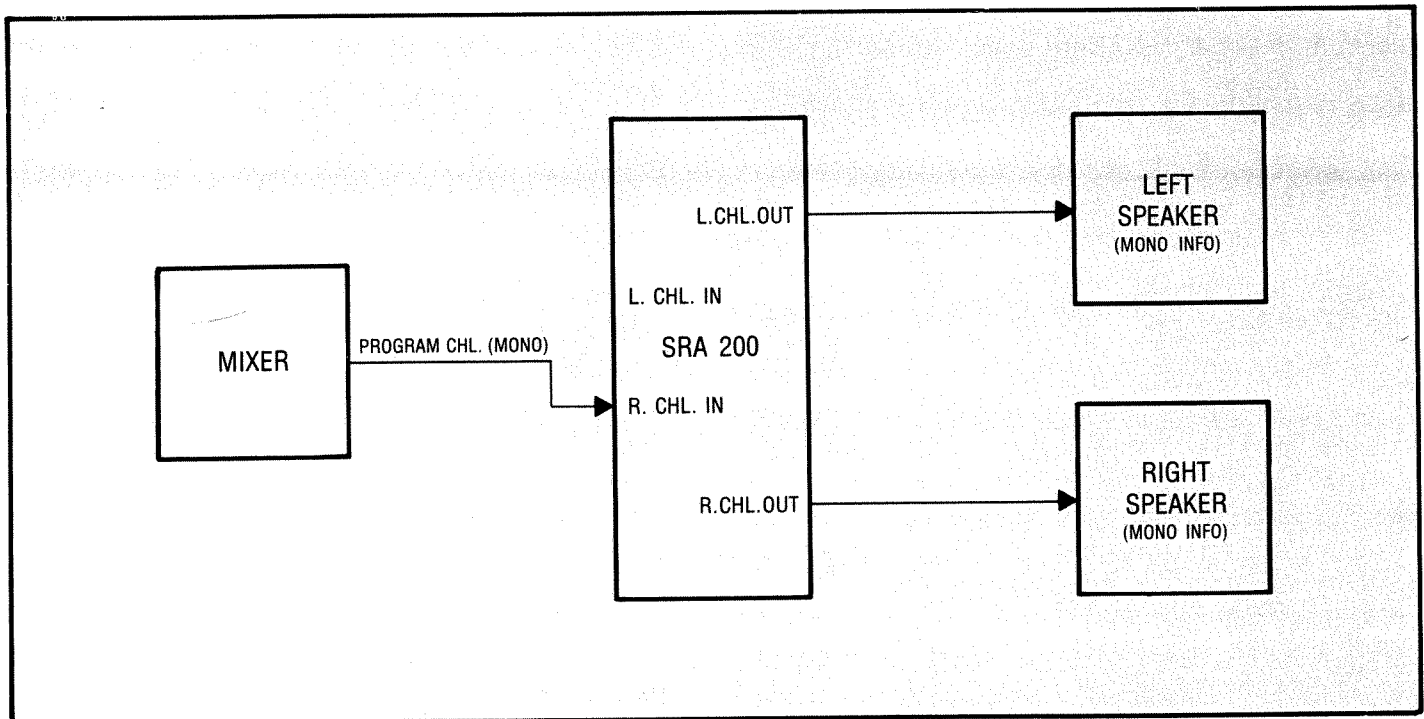 MIXER
PROGRAM CHL. (MONO)
L.CHL.OUT
L. CHL. IN
SRA 200
R. CHL. IN
R.CHL.OUT
LEFT
SPEAKER
(MONO INFO)
RIGHT
SPEAKER
(MONO INFO)